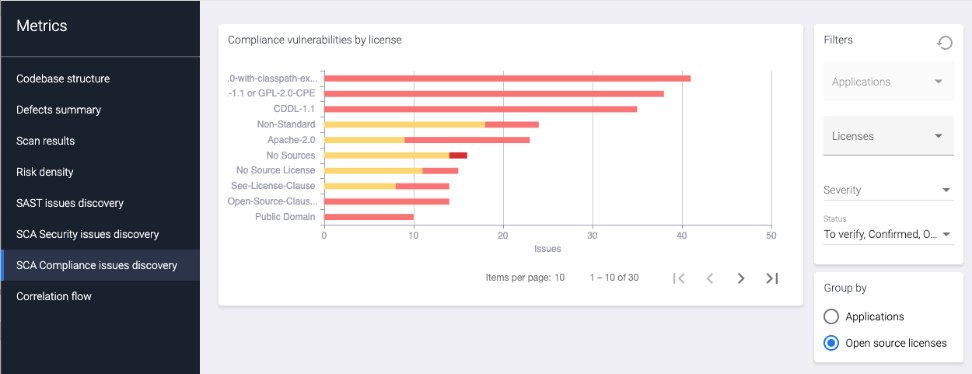 Metrics
Codebase structure
Defects summary
Scan results
Risk density
SAST issues discovery
SCA Security issues discovery
SCA Compliance issues discovery
Correlation flow
Compliance vulnerabilities by license
.0-with-classpath-ex...
.-1.1 or GPL-2.0-CPE
CDDL-1.1
Non-Standard
Apache-2.0
No Sources
No Source License
See-License-Clause
Open-Source-Claus...
Public Domain
0 10 20 30 40 50
Issues
Items per page: 10 1 – 10 of 30
Filters
Applications
Licenses
Severity
Status
To verify, Confirmed, O...
Group by
Applications
Open source licenses